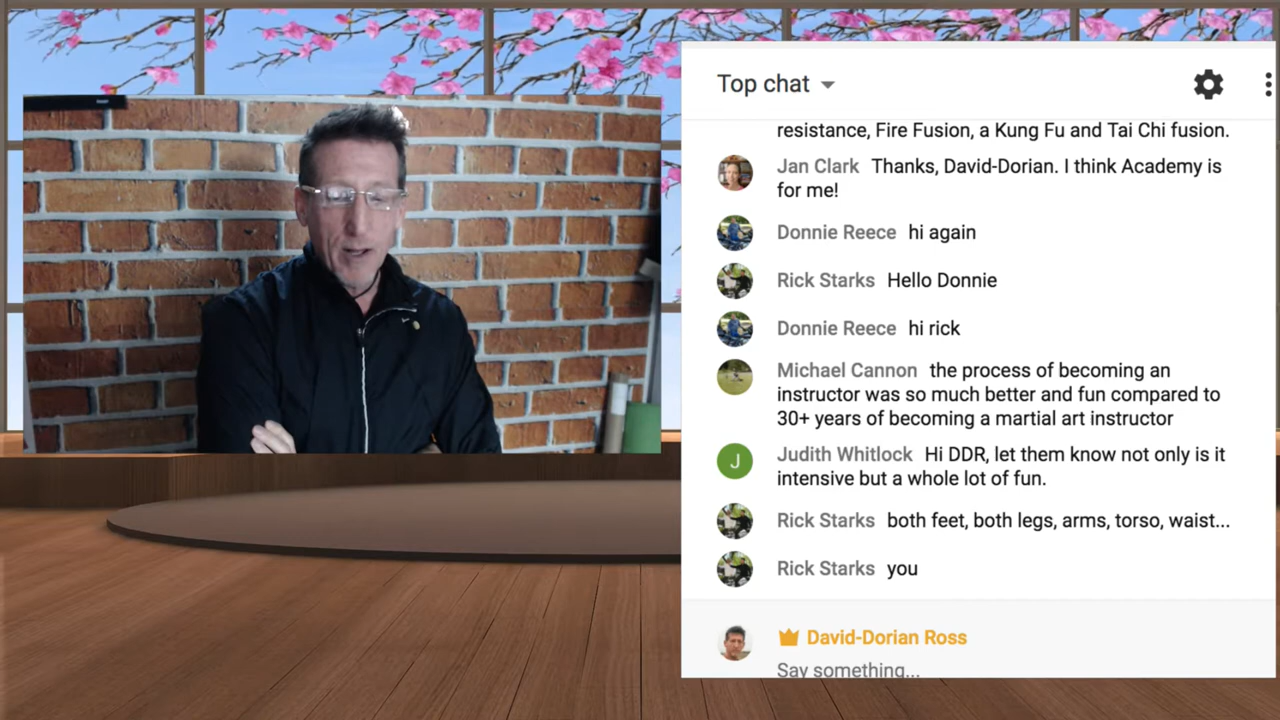 Top chat
resistance, Fire Fusion, a Kung Fu and Tai Chi fusion.
Jan Clark Thanks, David-Dorian. I think Academy is
for me!
Donnie Reece hi again
Rick Starks Hello Donnie
Donnie Reece hi rick
Michael Cannon the process of becoming an
instructor was so much better and fun compared to
30+ years of becoming a martial art instructor
Judith Whitlock Hi DDR, let them know not only is it
J
intensive but a whole lot of fun.
Rick Starks both feet, both legs, arms, torso, waist...
Rick Starks you
David-Dorian Ross
Say something...